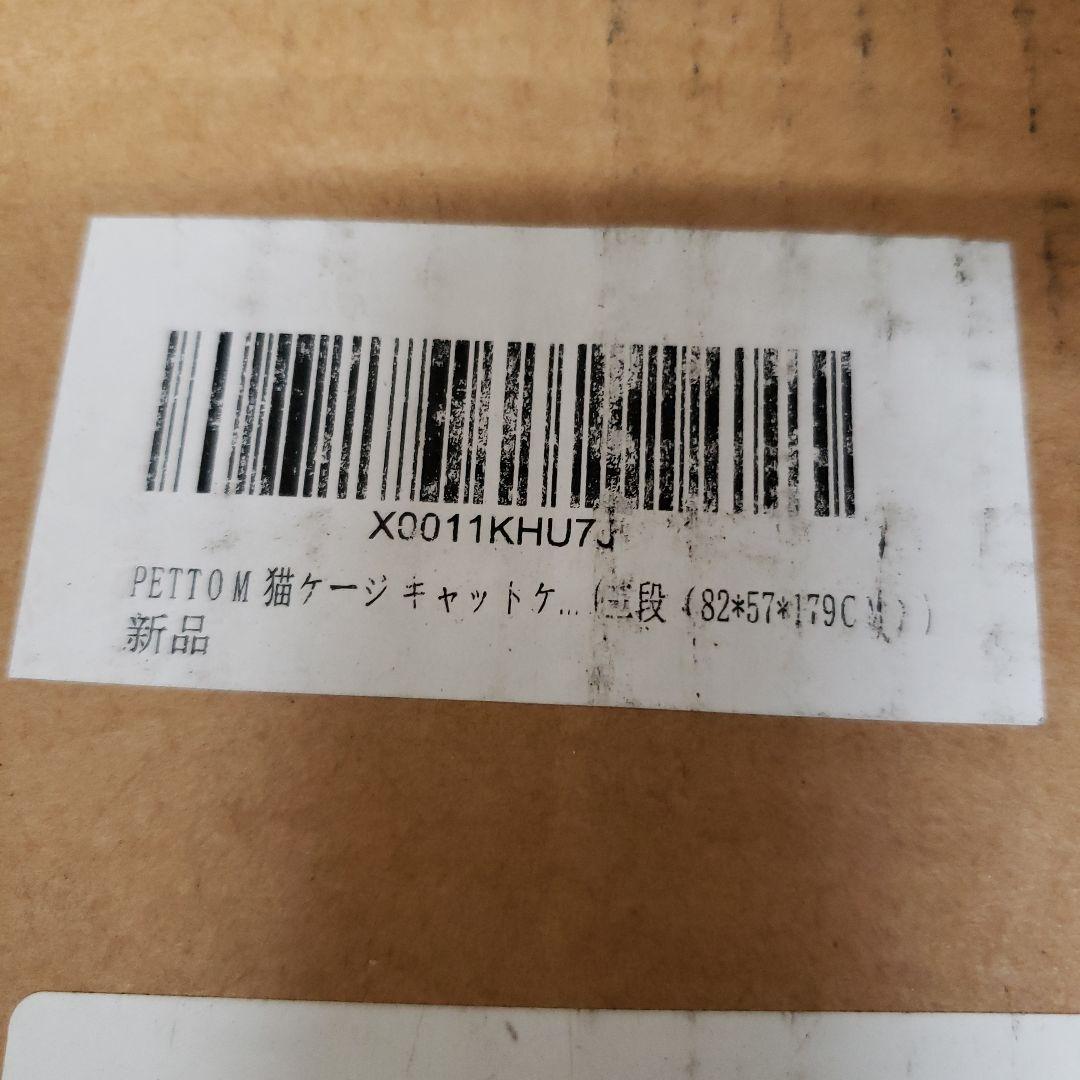 X0011KHU7J
PETTOM 猫ケージ キャットケ... (三段 (82*57*179CM))
新品